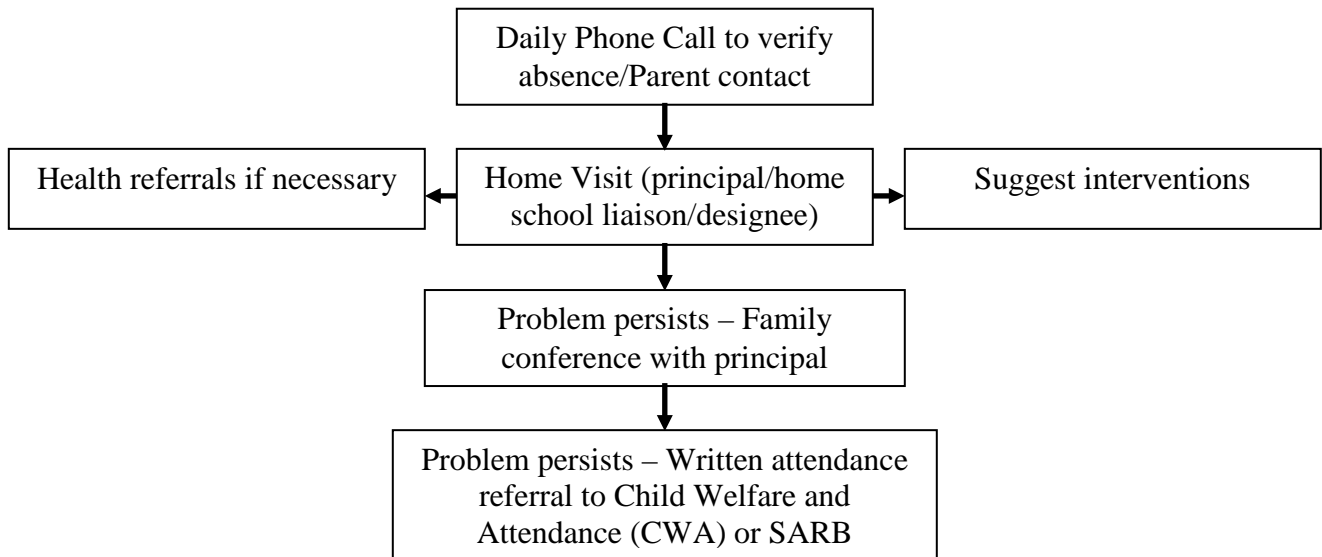 Daily Phone Call to verify
absence/Parent contact
Health referrals if necessary
Home Visit (principal/home
school liaison/designee)
Suggest interventions
Problem persists – Family
conference with principal
Problem persists – Written attendance
referral to Child Welfare and
Attendance (CWA) or SARB